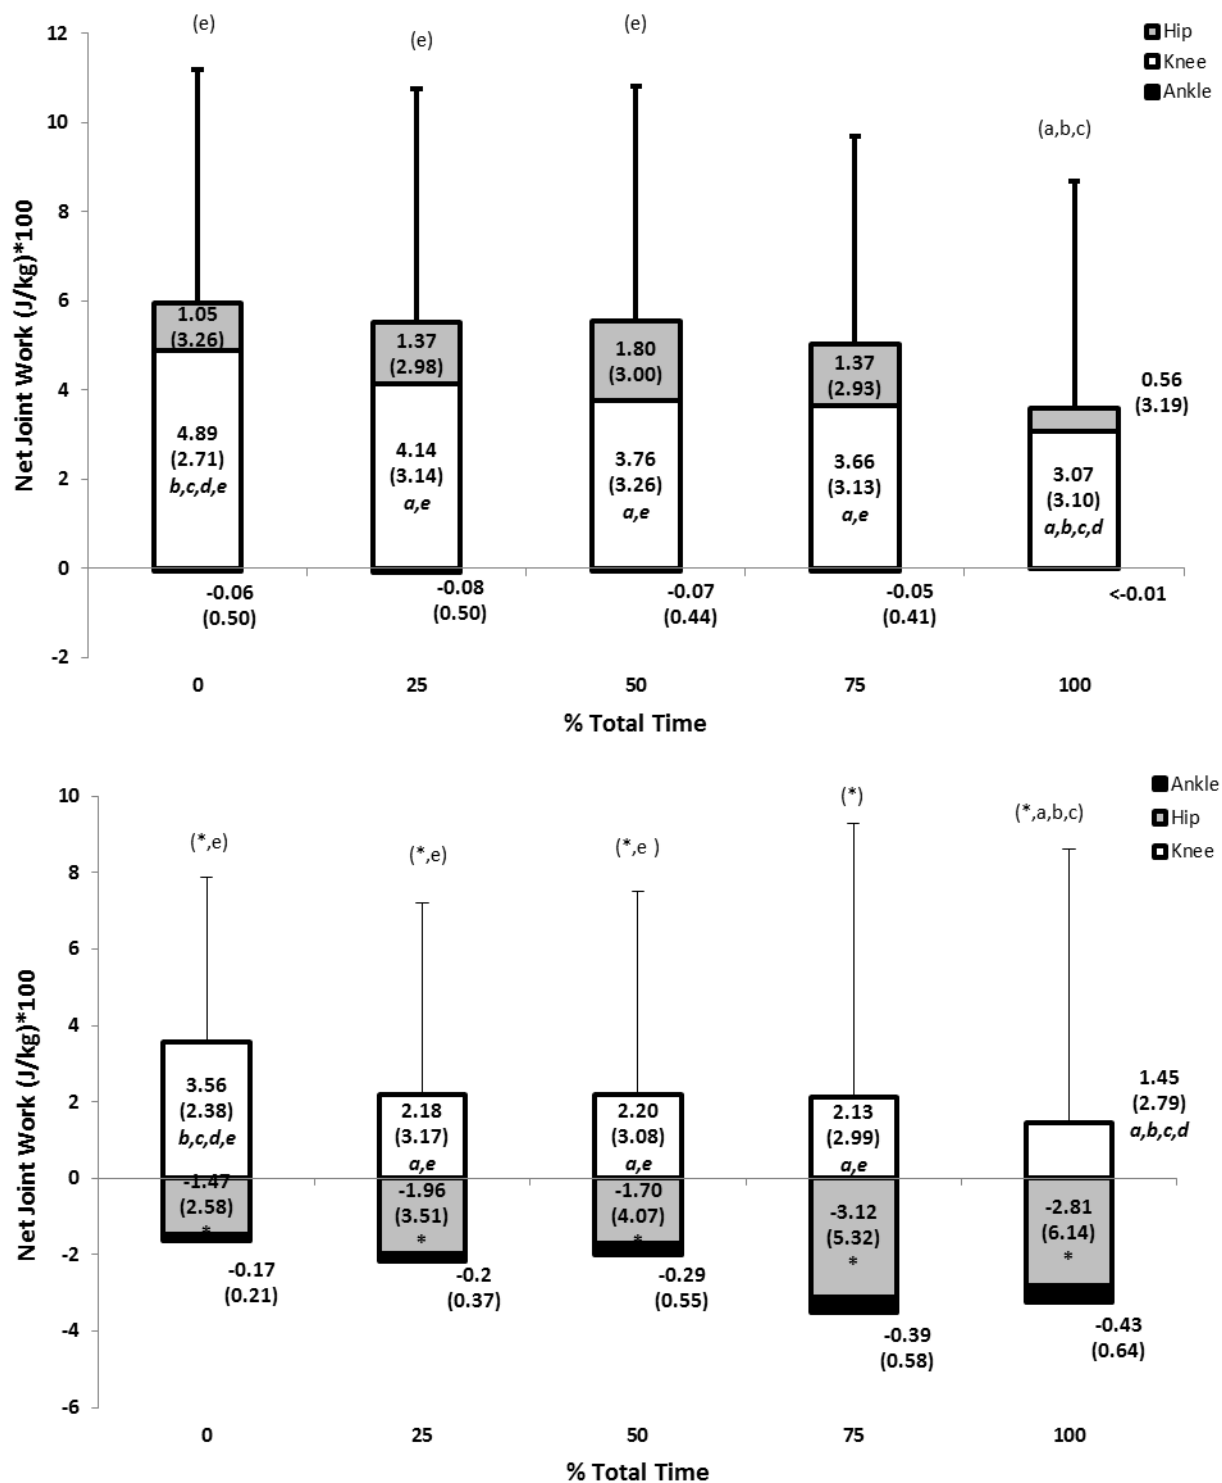 (e)
(e)
(e)
(a,b,c)
Hip
Knee
Ankle
Net Joint Work (J/kg)*100
12
10
8
6
4
2
0
-2
1.05
(3.26)
4.89
(2.71)
b,c,d,e
-0.06
(0.50)
1.37
(2.98)
4.14
(3.14)
a,e
-0.08
(0.50)
1.80
(3.00)
3.76
(3.26)
a,e
-0.07
(0.44)
1.37
(2.93)
3.66
(3.13)
a,e
-0.05
(0.41)
0.56
(3.19)
3.07
(3.10)
a,b,c,d
<-0.01
0 25 50 75 100
% Total Time
(*,e)
(*,e)
(*,e )
(*)
(*,a,b,c)
Ankle
Hip
Knee
Net Joint Work (J/kg)*100
10
8
6
4
2
0
-2
-4
-6
3.56
(2.38)
b,c,d,e
-1.47
(2.58)
*
-0.17
(0.21)
2.18
(3.17)
a,e
-1.96
(3.51)
*
-0.2
(0.37)
2.20
(3.08)
a,e
-1.70
(4.07)
*
-0.29
(0.55)
2.13
(2.99)
a,e
-3.12
(5.32)
*
-0.39
(0.58)
1.45
(2.79)
a,b,c,d
-2.81
(6.14)
*
-0.43
(0.64)
0 25 50 75 100
% Total Time